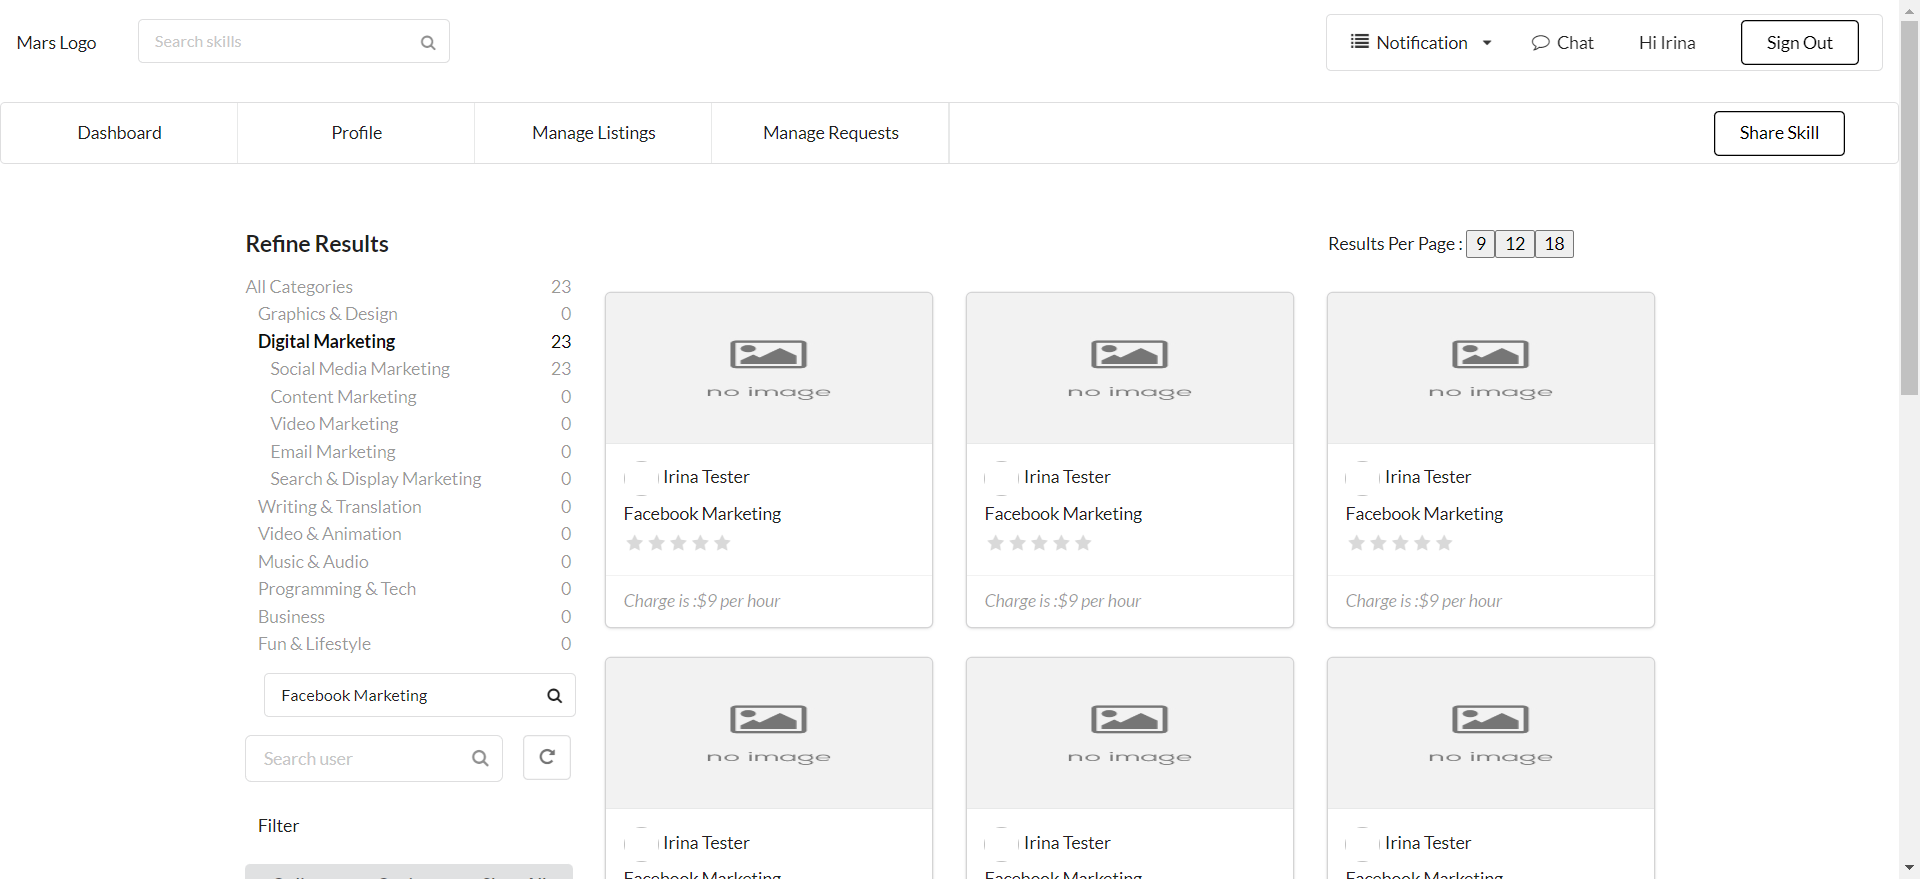 Mars Logo
Search skills
Notification
Chat
Hi Irina
Sign Out
Dashboard
Profile
Manage Listings
Manage Requests
Share Skill
Refine Results
Results Per Page : 9 12 18
All Categories 23
Graphics & Design 0
Digital Marketing 23
Social Media Marketing 23
Content Marketing 0
Video Marketing 0
Email Marketing 0
Search & Display Marketing 0
Writing & Translation 0
Video & Animation 0
Music & Audio 0
Programming & Tech 0
Business 0
Fun & Lifestyle 0
Facebook Marketing
Search user
Filter
no image
Irina Tester
Facebook Marketing
Charge is :$9 per hour
no image
Irina Tester
Facebook Marketing
Charge is :$9 per hour
no image
Irina Tester
Facebook Marketing
Charge is :$9 per hour
no image
Irina Tester
Facebook Marketing
no image
Irina Tester
Facebook Marketing
no image
Irina Tester
Facebook Marketing